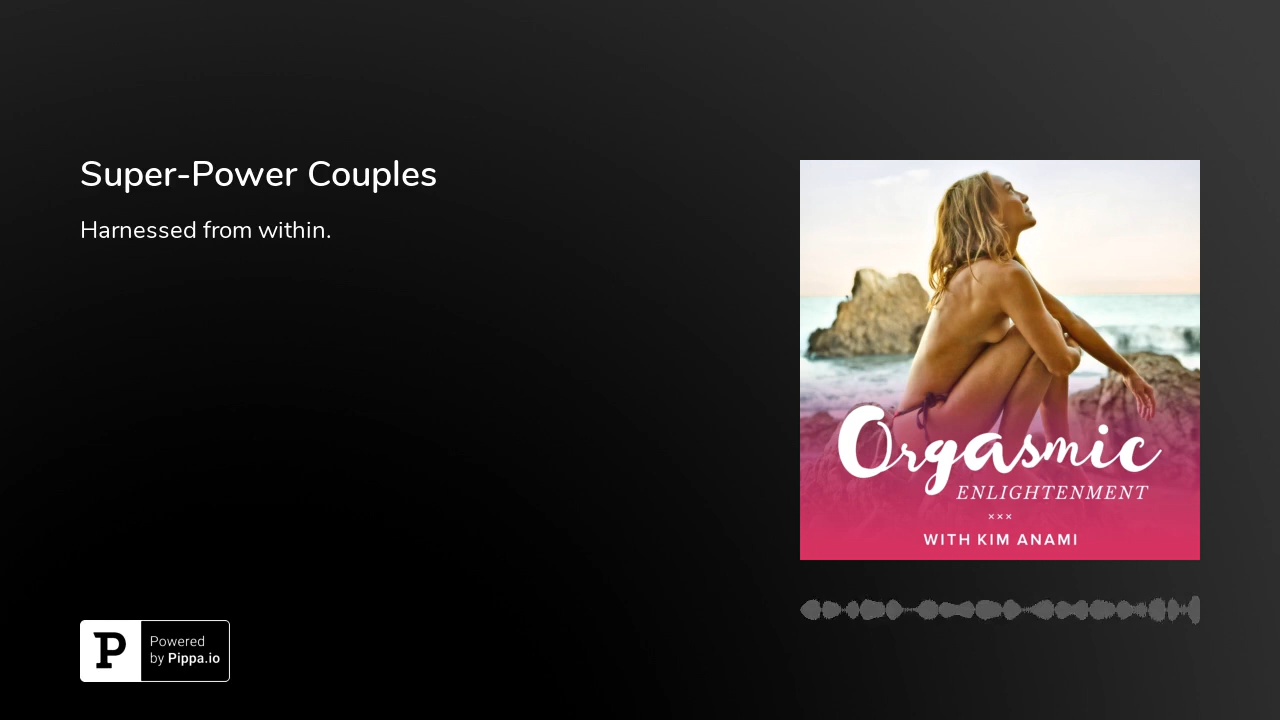 Super-Power Couples
Harnessed from within.
Orgasmic
ENLIGHTENMENT
×××
WITH KIM ANAMI
P
Powered
by Pippa.io